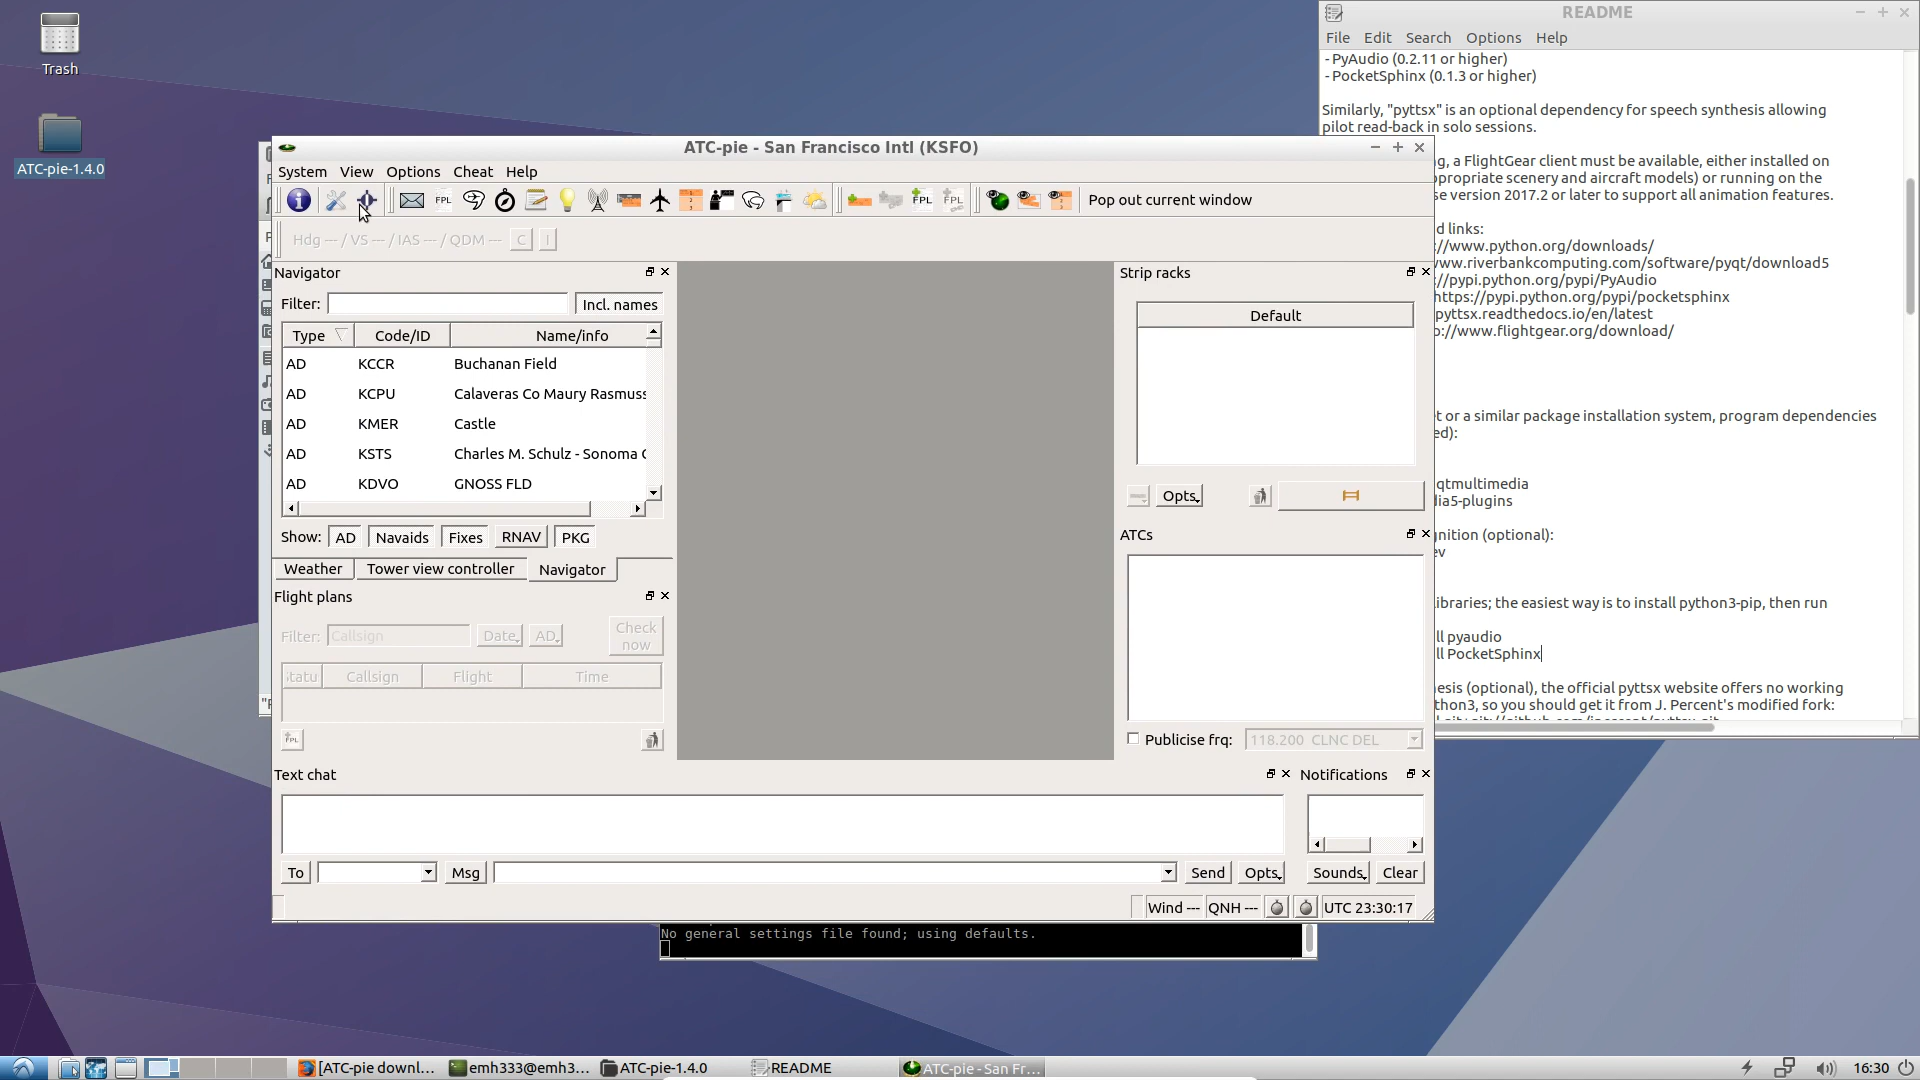 Trash
ATC-pie-1.4.0
README
File Edit Search Options Help
- PyAudio (0.2.11 or higher)
- PocketSphinx (0.1.3 or higher)
Similarly, "pyttsx" is an optional dependency for speech synthesis allowing
pilot read-back in solo sessions.
g, a FlightGear client must be available, either installed on
propriate scenery and aircraft models) or running on the
se version 2017.2 or later to support all animation features.
d links:
://www.python.org/downloads/
www.riverbankcomputing.com/software/pyqt/download5
://pypi.python.org/pypi/PyAudio
https://pypi.python.org/pypi/pocketsphinx
pyttsx.readthedocs.io/en/latest
p://www.flightgear.org/download/
t or a similar package installation system, program dependencies
ed):
qtmultimedia
dia5-plugins
gnition (optional):
ev
libraries; the easiest way is to install python3-pip, then run
ll pyaudio
ll PocketSphinx
esis (optional), the official pyttsx website offers no working
thon3, so you should get it from J. Percent's modified fork:
ATC-pie - San Francisco Intl (KSFO)
System View Options Cheat Help
FPL FPL FPL Pop out current window
Hdg --- / VS --- / IAS --- / QDM --- C I
Navigator
Filter: Incl. names
Type Code/ID Name/info
AD KCCR Buchanan Field
AD KCPU Calaveras Co Maury Rasmuss
AD KMER Castle
AD KSTS Charles M. Schulz - Sonoma C
AD KDVO GNOSS FLD
Show: AD Navaids Fixes RNAV PKG
Weather Tower view controller Navigator
Flight plans
Filter: Callsign Date AD Check
now
Statu Callsign Flight Time
FPL
Strip racks
Default
Opts
ATCs
Publicise frq: 118.200 CLNC DEL
Text chat
Notifications
To Msg Send Opts
Sounds Clear
Wind --- QNH --- UTC 23:30:17
No general settings file found; using defaults.
[ATC-pie downl... emh333@emh3... ATC-pie-1.4.0 README ATC-pie - San Fr... 16:30